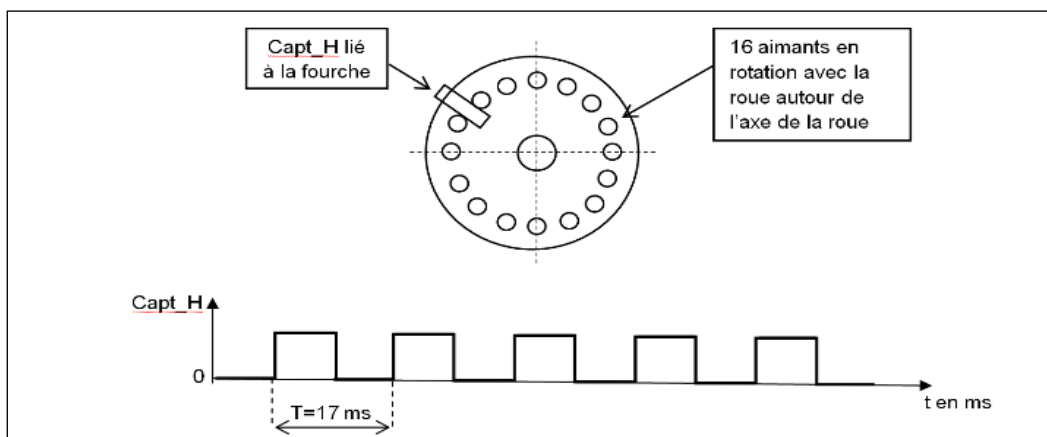 Capt_H lié
à la fourche
16 aimants en
rotation avec la
roue autour de
l'axe de la roue
Capt_H
0
T=17 ms
t en ms